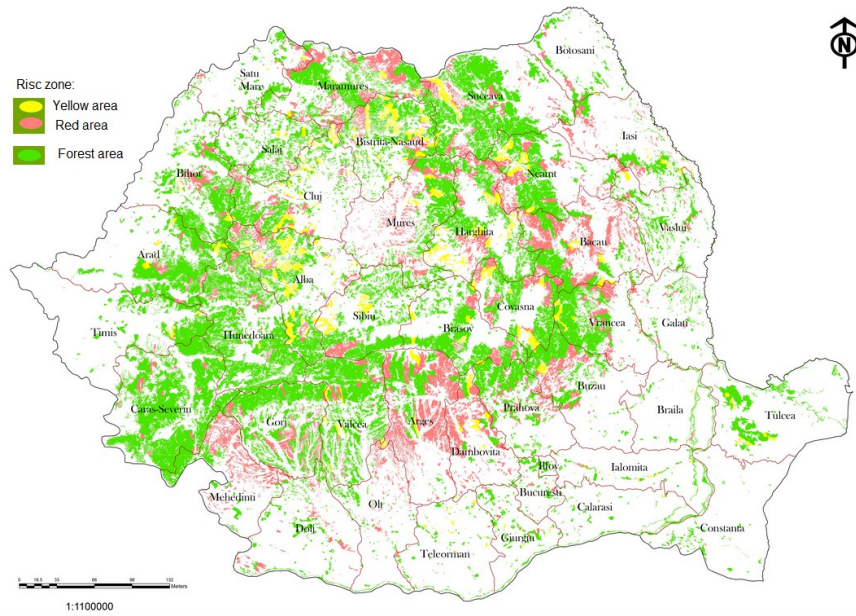 N
Botosani
Satu
Mare
Maramures
Suceava
Risc zone:
Yellow area
Red area
Forest area
Iasi
Bistrita-Nasaud
Salaj
Neamt
Bihor
Cluj
Mures
Harghita
Bacau
Vaslui
Arad
Alba
Sibiu
Covasna
Timis
Hunedoara
Brasov
Vrancea
Galati
Buzau
Caras-Severin
Gorj
Valcea
Arges
Prahova
Braila
Tulcea
Dambovita
Ilfov
Ialomita
Mehedinti
Olt
Bucuresti
Calarasi
Dolj
Giurgiu
Constanta
Teleorman
Meters
1:1100000